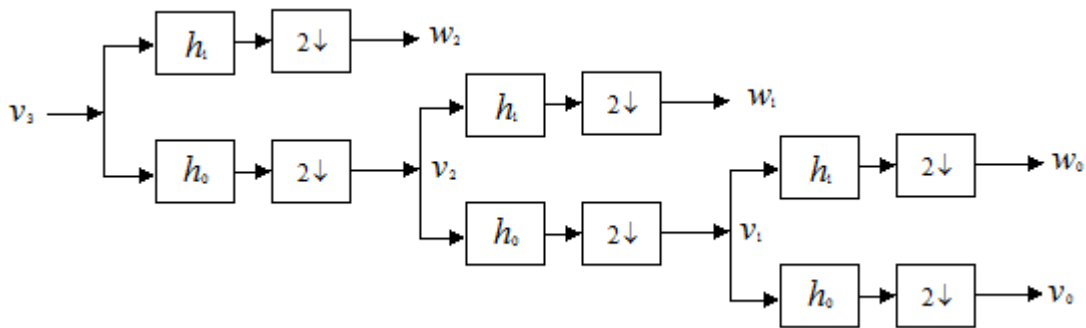 h₁ 2↓ w₂
v₃
h₀ 2↓ v₂
h₁ 2↓ w₁
h₀ 2↓ v₁
h₁ 2↓ w₀
h₀ 2↓ v₀